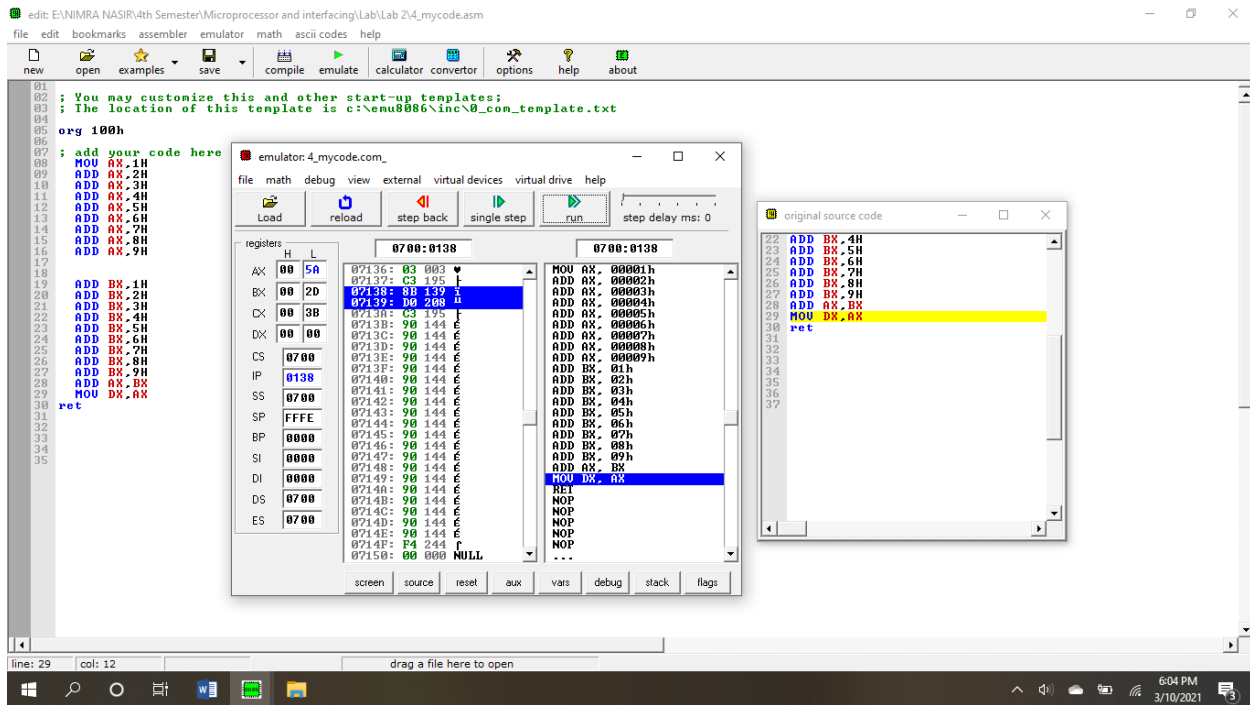 edit: E:\NIMRA NASIR\4th Semester\Microprocessor and interfacing\Lab\Lab 2\4_mycode.asm
file edit bookmarks assembler emulator math ascii codes help
new open examples save compile emulate calculator convertor options help about
01
02 ; You may customize this and other start-up templates;
03 ; The location of this template is c:\emu8086\inc\0_com_template.txt
04
05 org 100h
06
07 ; add your code here
08 MOV AX,1H
09 ADD AX,2H
10 ADD AX,3H
11 ADD AX,4H
12 ADD AX,5H
13 ADD AX,6H
14 ADD AX,7H
15 ADD AX,8H
16 ADD AX,9H
17
18
19 ADD BX,1H
20 ADD BX,2H
21 ADD BX,3H
22 ADD BX,4H
23 ADD BX,5H
24 ADD BX,6H
25 ADD BX,7H
26 ADD BX,8H
27 ADD BX,9H
28 ADD AX,BX
29 MOV DX,AX
30 ret
31
32
33
34
35
emulator: 4_mycode.com_
file math debug view external virtual devices virtual drive help
Load reload step back single step run step delay ms: 0
registers
H L
AX 00 5A
BX 00 2D
CX 00 3B
DX 00 00
CS 0700
IP 0138
SS 0700
SP FFFE
BP 0000
SI 0000
DI 0000
DS 0700
ES 0700
0700:0138
07136: 03 003 ♥
07137: C3 195 ├
07138: 8B 139 ï
07139: D0 208 ╨
0713A: C3 195 ├
0713B: 90 144 É
0713C: 90 144 É
0713D: 90 144 É
0713E: 90 144 É
0713F: 90 144 É
07140: 90 144 É
07141: 90 144 É
07142: 90 144 É
07143: 90 144 É
07144: 90 144 É
07145: 90 144 É
07146: 90 144 É
07147: 90 144 É
07148: 90 144 É
07149: 90 144 É
0714A: 90 144 É
0714B: 90 144 É
0714C: 90 144 É
0714D: 90 144 É
0714E: 90 144 É
0714F: F4 244 ⌠
07150: 00 000 NULL
0700:0138
MOV AX, 00001h
ADD AX, 00002h
ADD AX, 00003h
ADD AX, 00004h
ADD AX, 00005h
ADD AX, 00006h
ADD AX, 00007h
ADD AX, 00008h
ADD AX, 00009h
ADD BX, 01h
ADD BX, 02h
ADD BX, 03h
ADD BX, 04h
ADD BX, 05h
ADD BX, 06h
ADD BX, 07h
ADD BX, 08h
ADD BX, 09h
ADD AX, BX
MOV DX, AX
RET
NOP
NOP
NOP
NOP
NOP
...
screen source reset aux vars debug stack flags
original source code
22 ADD BX,4H
23 ADD BX,5H
24 ADD BX,6H
25 ADD BX,7H
26 ADD BX,8H
27 ADD BX,9H
28 ADD AX,BX
29 MOV DX,AX
30 ret
31
32
33
34
35
36
37
line: 29 col: 12 drag a file here to open
6:04 PM
3/10/2021
3